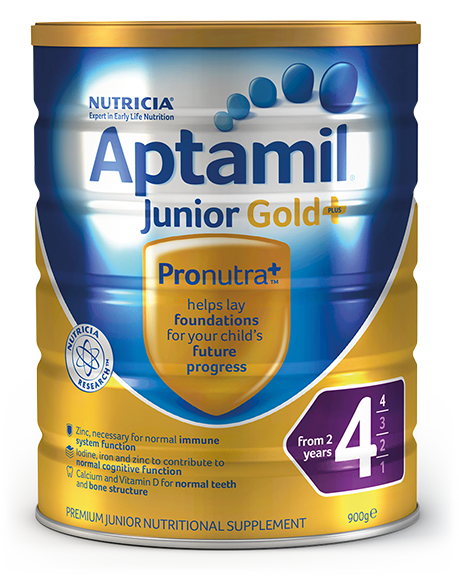 NUTRICIA®
Expert in Early Life Nutrition
Aptamil®
Junior Gold+ PLUS
Pronutra+™
helps lay
foundations
for your child's
future
progress
NUTRICIA
RESEARCH™
from 2
years
4
4
3
2
1
Zinc, necessary for normal immune
system function
Iodine, iron and zinc to contribute to
normal cognitive function
Calcium and Vitamin D for normal teeth
and bone structure
PREMIUM JUNIOR NUTRITIONAL SUPPLEMENT
900g℮